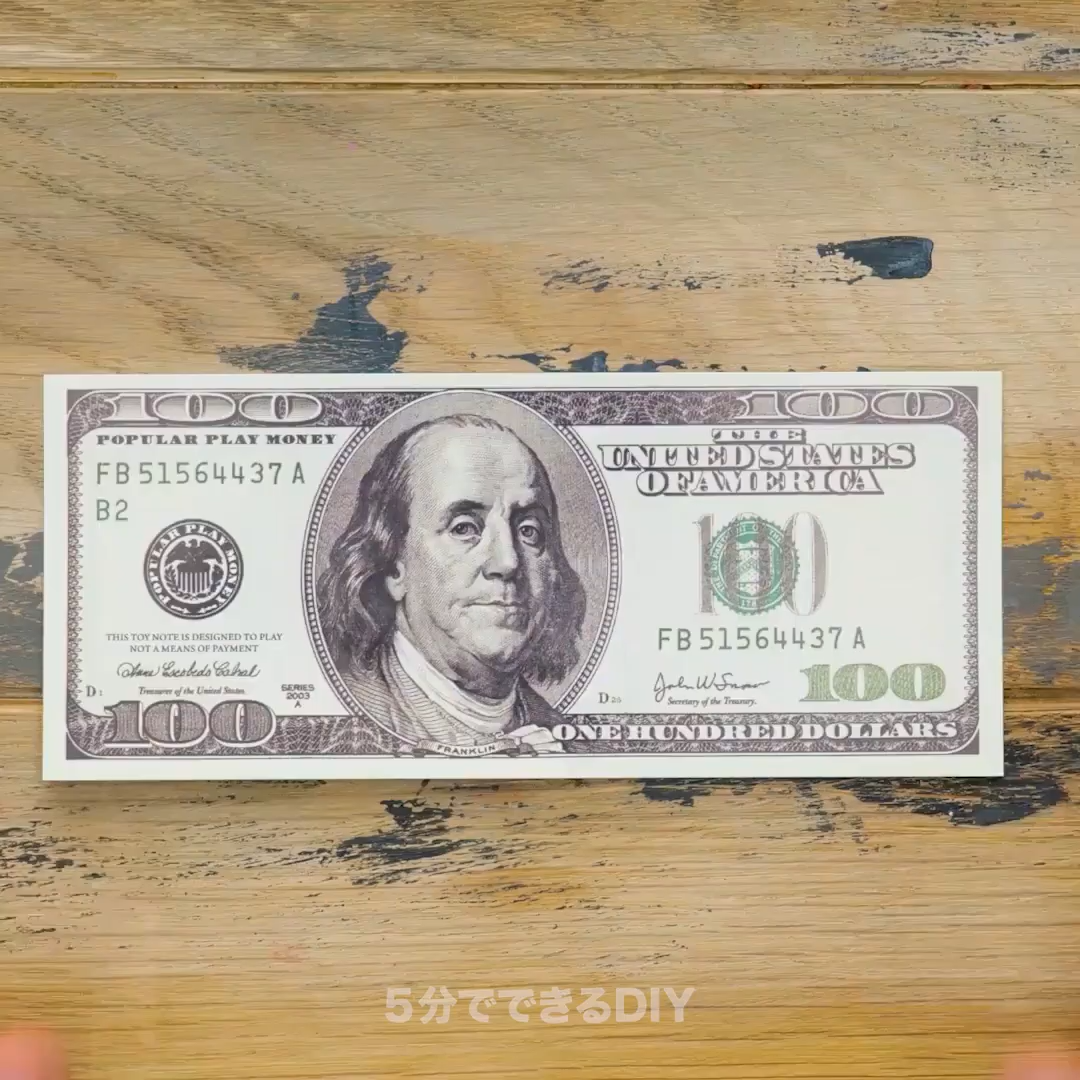 100
100
POPULAR PLAY MONEY
FB 51564437 A
B2
POPULAR PLAY MONEY
THIS TOY NOTE IS DESIGNED TO PLAY
NOT A MEANS OF PAYMENT
Treasurer of the United States.
SERIES
2003
A
100
FRANKLIN
THE
UNITED STATES
OF AMERICA
100
FB 51564437 A
Secretary of the Treasury.
100
ONE HUNDRED DOLLARS
5分でできるDIY